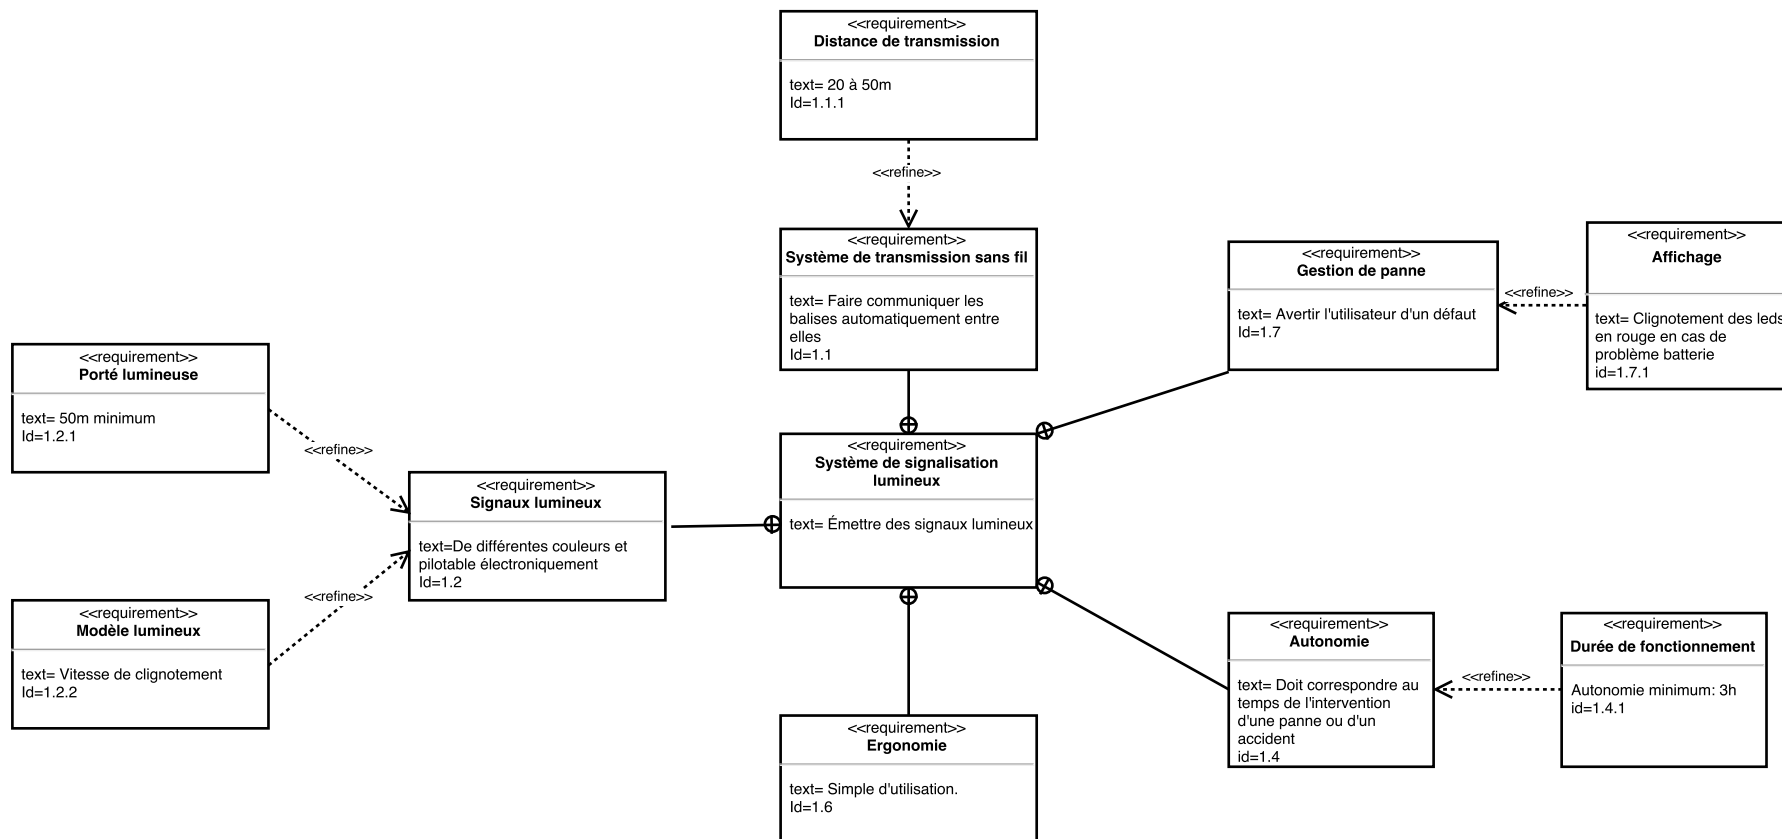 <<requirement>>
Distance de transmission
text= 20 à 50m
Id=1.1.1
<<refine>>
<<requirement>>
Système de transmission sans fil
text= Faire communiquer les
balises automatiquement entre
elles
Id=1.1
<<requirement>>
Gestion de panne
text= Avertir l'utilisateur d'un défaut
Id=1.7
<<refine>>
<<requirement>>
Affichage
text= Clignotement des leds
en rouge en cas de
problème batterie
id=1.7.1
<<requirement>>
Porté lumineuse
text= 50m minimum
Id=1.2.1
<<refine>>
<<requirement>>
Signaux lumineux
text=De différentes couleurs et
pilotable électroniquement
Id=1.2
<<requirement>>
Système de signalisation
lumineux
text= Émettre des signaux lumineux
<<requirement>>
Modèle lumineux
text= Vitesse de clignotement
Id=1.2.2
<<refine>>
<<requirement>>
Autonomie
text= Doit correspondre au
temps de l'intervention
d'une panne ou d'un
accident
id=1.4
<<refine>>
<<requirement>>
Durée de fonctionnement
Autonomie minimum: 3h
id=1.4.1
<<requirement>>
Ergonomie
text= Simple d'utilisation.
Id=1.6